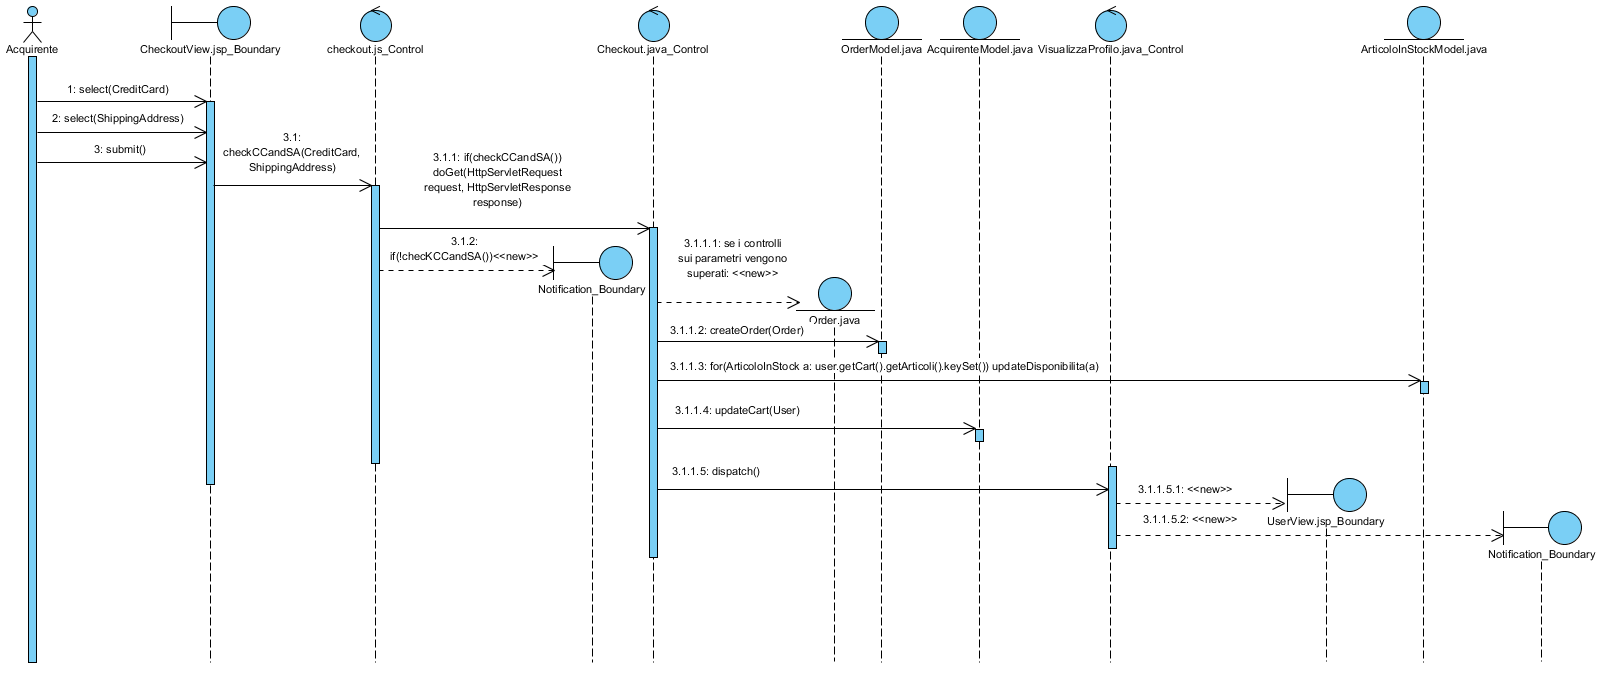 Acquirente
CheckoutView.jsp_Boundary
checkout.js_Control
Checkout.java_Control
OrderModel.java
AcquirenteModel.java
VisualizzaProfilo.java_Control
ArticoloInStockModel.java
1: select(CreditCard)
2: select(ShippingAddress)
3: submit()
3.1:
checkCCandSA(CreditCard,
ShippingAddress)
3.1.1: if(checkCCandSA())
doGet(HttpServletRequest
request, HttpServletResponse
response)
3.1.2:
if(!checKCCandSA())<<new>>
Notification_Boundary
3.1.1.1: se i controlli
sui parametri vengono
superati: <<new>>
Order.java
3.1.1.2: createOrder(Order)
3.1.1.3: for(ArticoloInStock a: user.getCart().getArticoli().keySet()) updateDisponibilita(a)
3.1.1.4: updateCart(User)
3.1.1.5: dispatch()
3.1.1.5.1: <<new>>
UserView.jsp_Boundary
3.1.1.5.2: <<new>>
Notification_Boundary